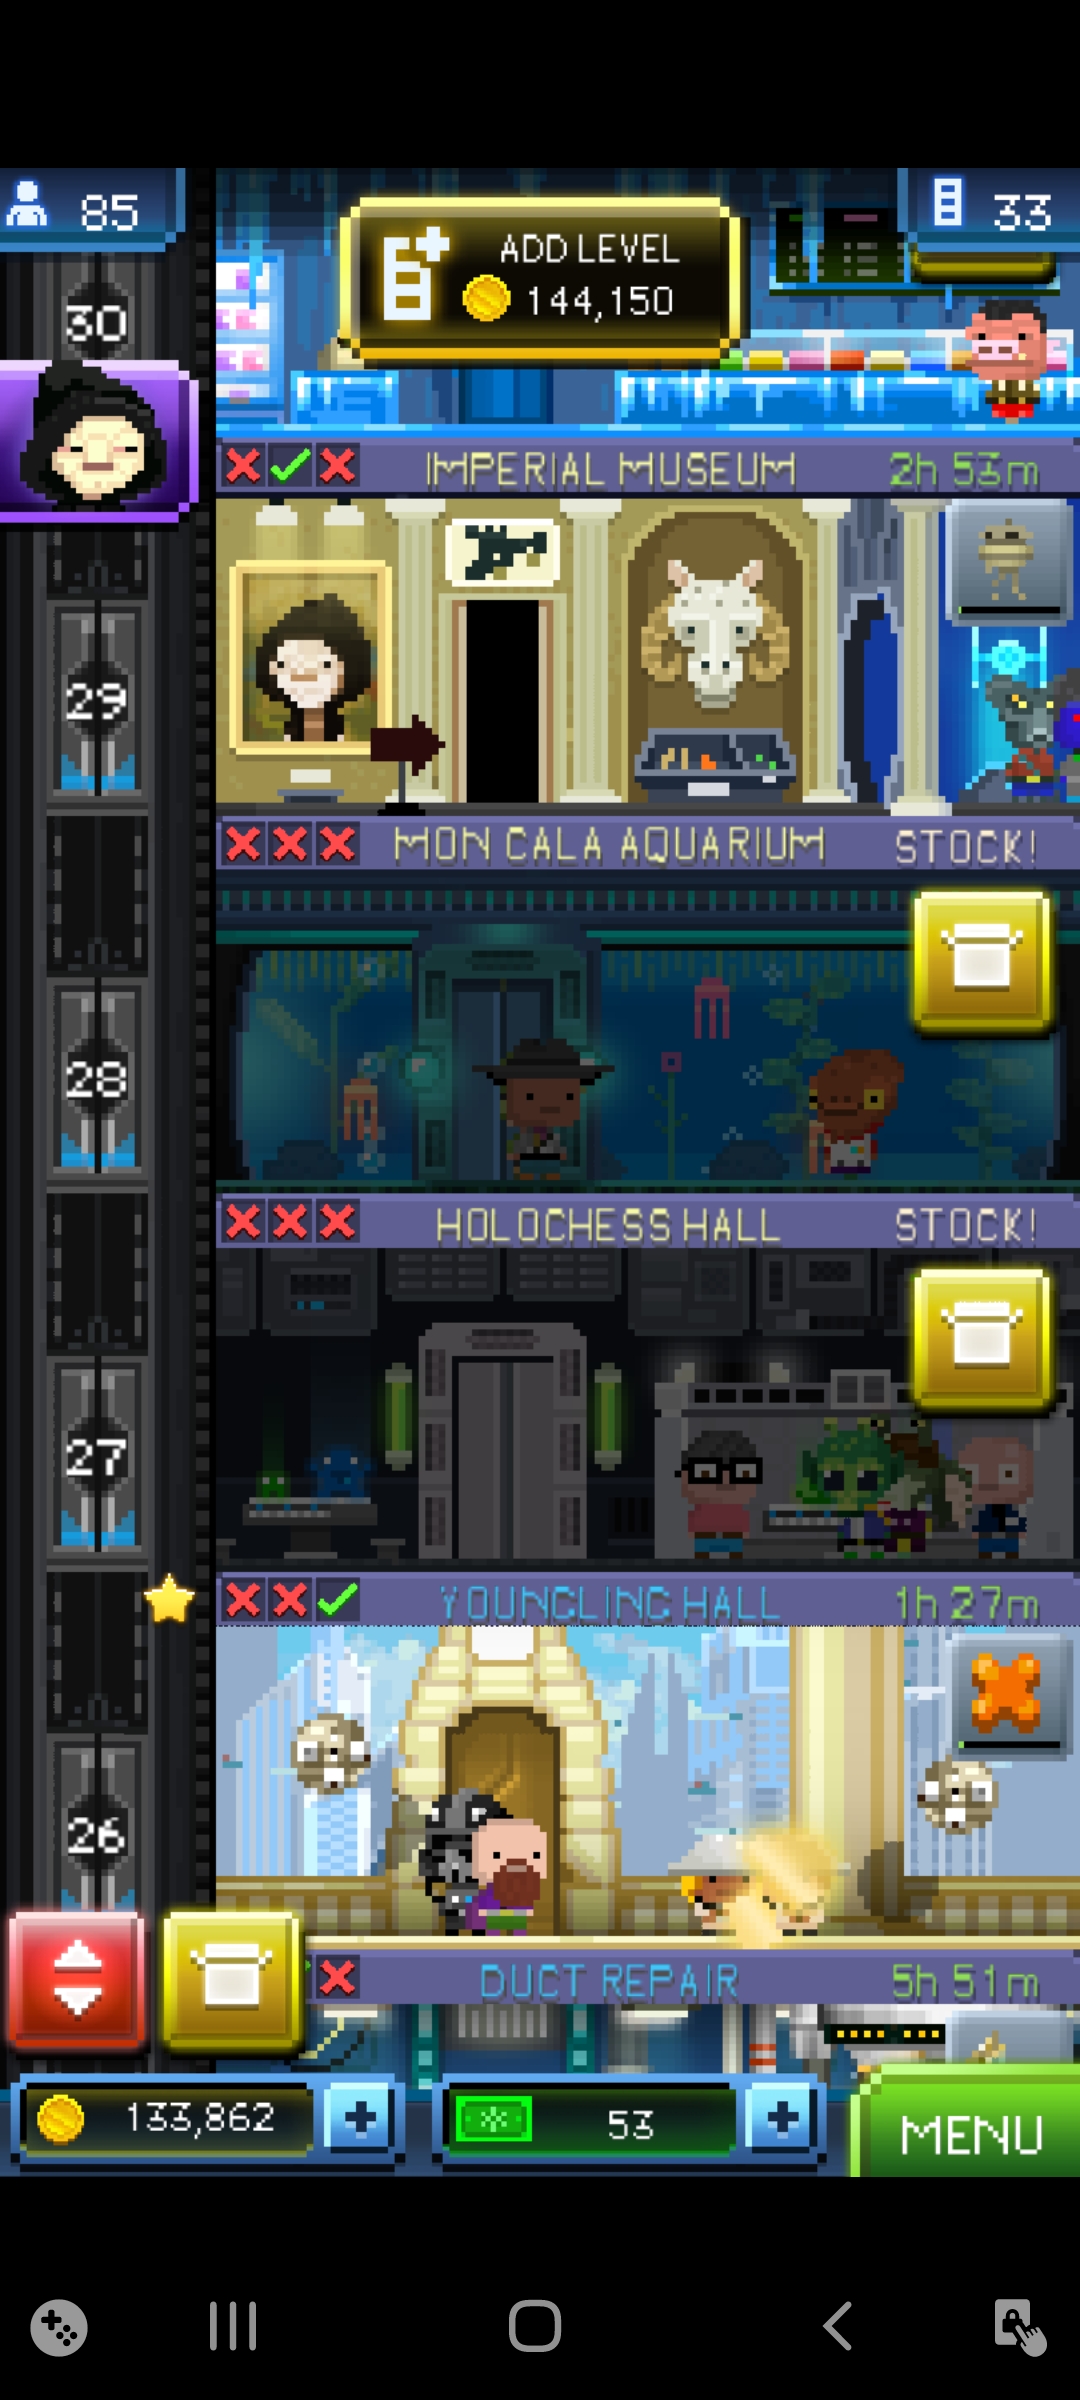 85
33
ADD LEVEL
144,150
30
IMPERIAL MUSEUM
2h 53m
29
MON CALA AQUARIUM
STOCK!
28
HOLOCHESS HALL
STOCK!
27
YOUNGLING HALL
1h 27m
26
DUCT REPAIR
5h 51m
133,862
53
MENU